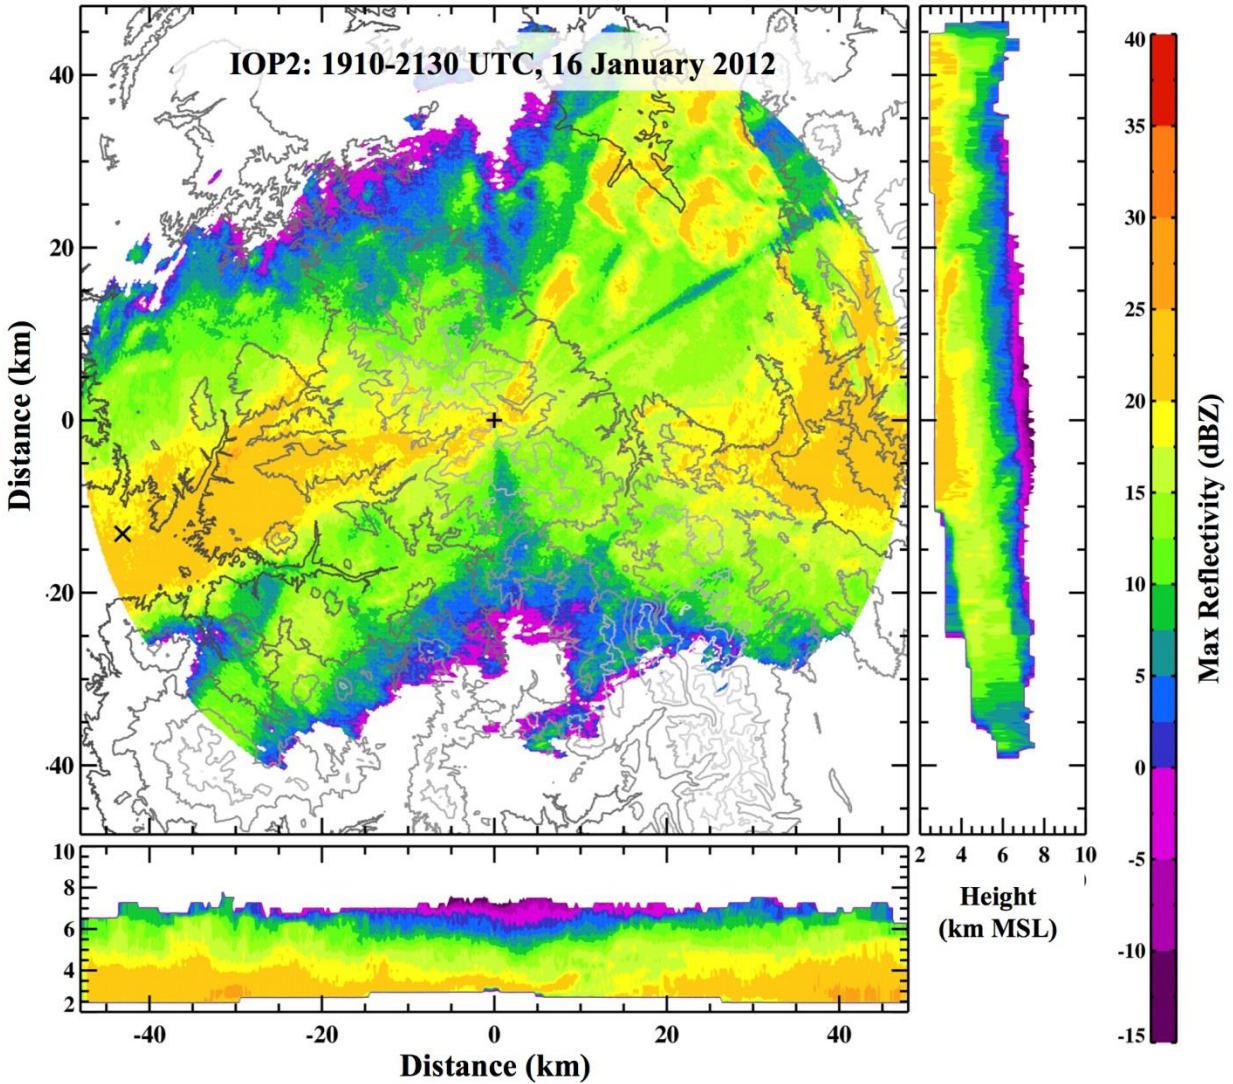 IOP2: 1910-2130 UTC, 16 January 2012
40
20
0
-20
-40
Distance (km)
10
8
6
4
2
-40 -20 0 20 40
Distance (km)
2 4 6 8 10
Height
(km MSL)
40
35
30
25
20
15
10
5
0
-5
-10
-15
Max Reflectivity (dBZ)